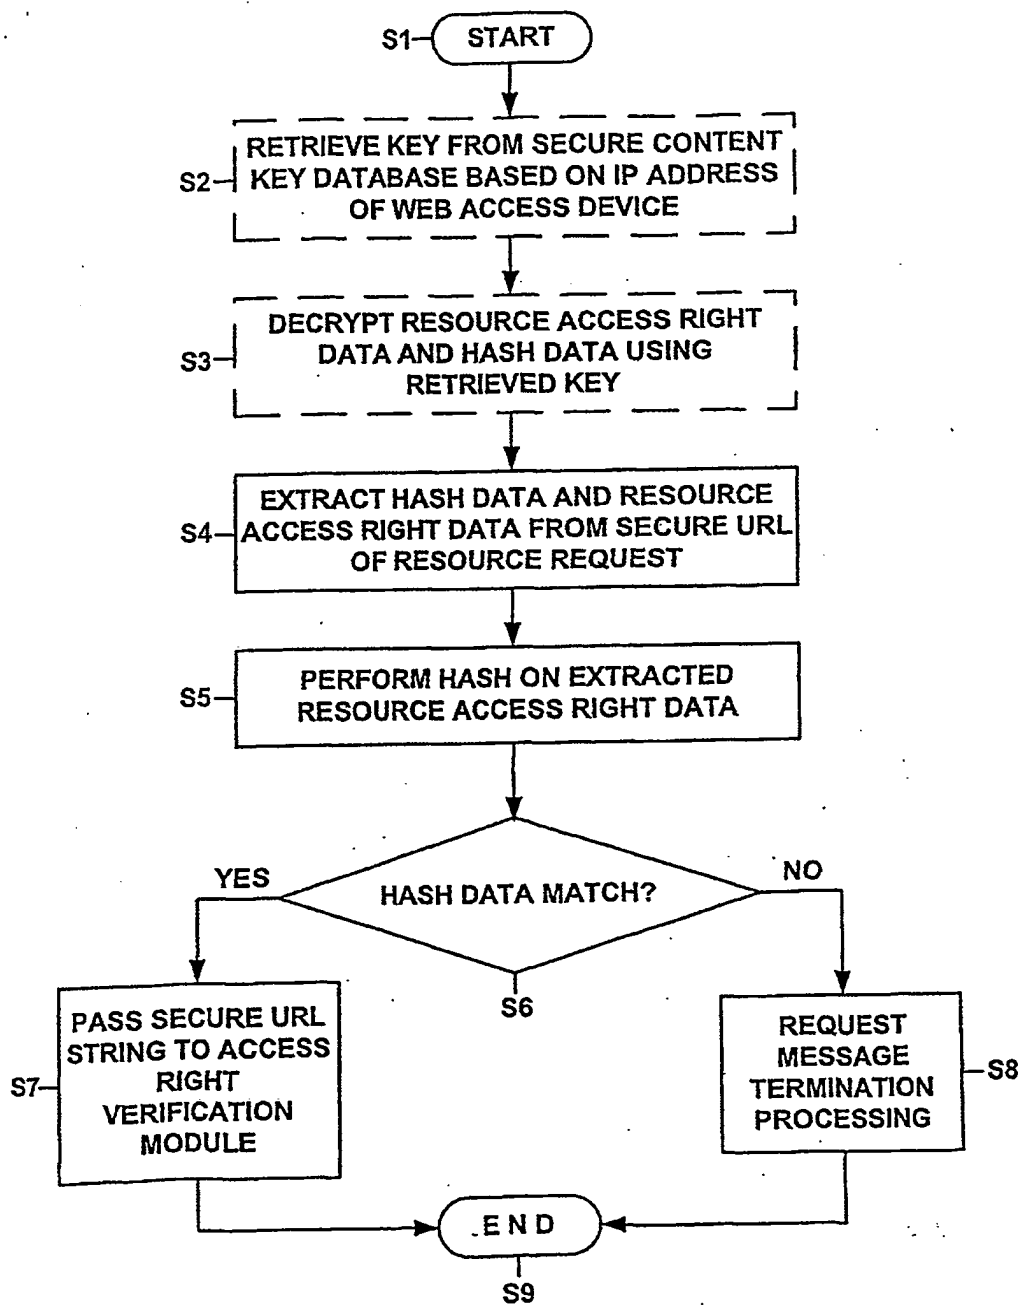 S1
START
RETRIEVE KEY FROM SECURE CONTENT
S2
KEY DATABASE BASED ON IP ADDRESS
OF WEB ACCESS DEVICE
DECRYPT RESOURCE ACCESS RIGHT
S3
DATA AND HASH DATA USING
RETRIEVED KEY
EXTRACT HASH DATA AND RESOURCE
S4
ACCESS RIGHT DATA FROM SECURE URL
OF RESOURCE REQUEST
S5
PERFORM HASH ON EXTRACTED
RESOURCE ACCESS RIGHT DATA
YES
NO
HASH DATA MATCH?
S6
PASS SECURE URL
STRING TO ACCESS
RIGHT
VERIFICATION
MODULE
S7
REQUEST
MESSAGE
TERMINATION
PROCESSING
S8
END
S9